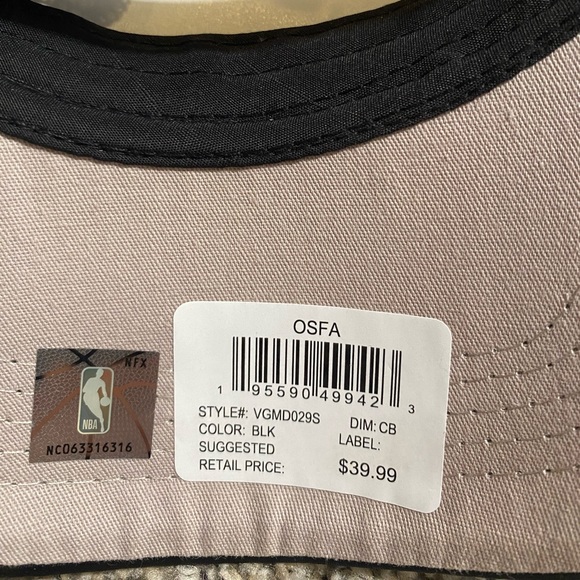 OSFA
1 95590 49942 3
STYLE#: VGMD029S DIM: CB
COLOR: BLK LABEL:
SUGGESTED
RETAIL PRICE: $39.99
NFX
NBA
NC063316316